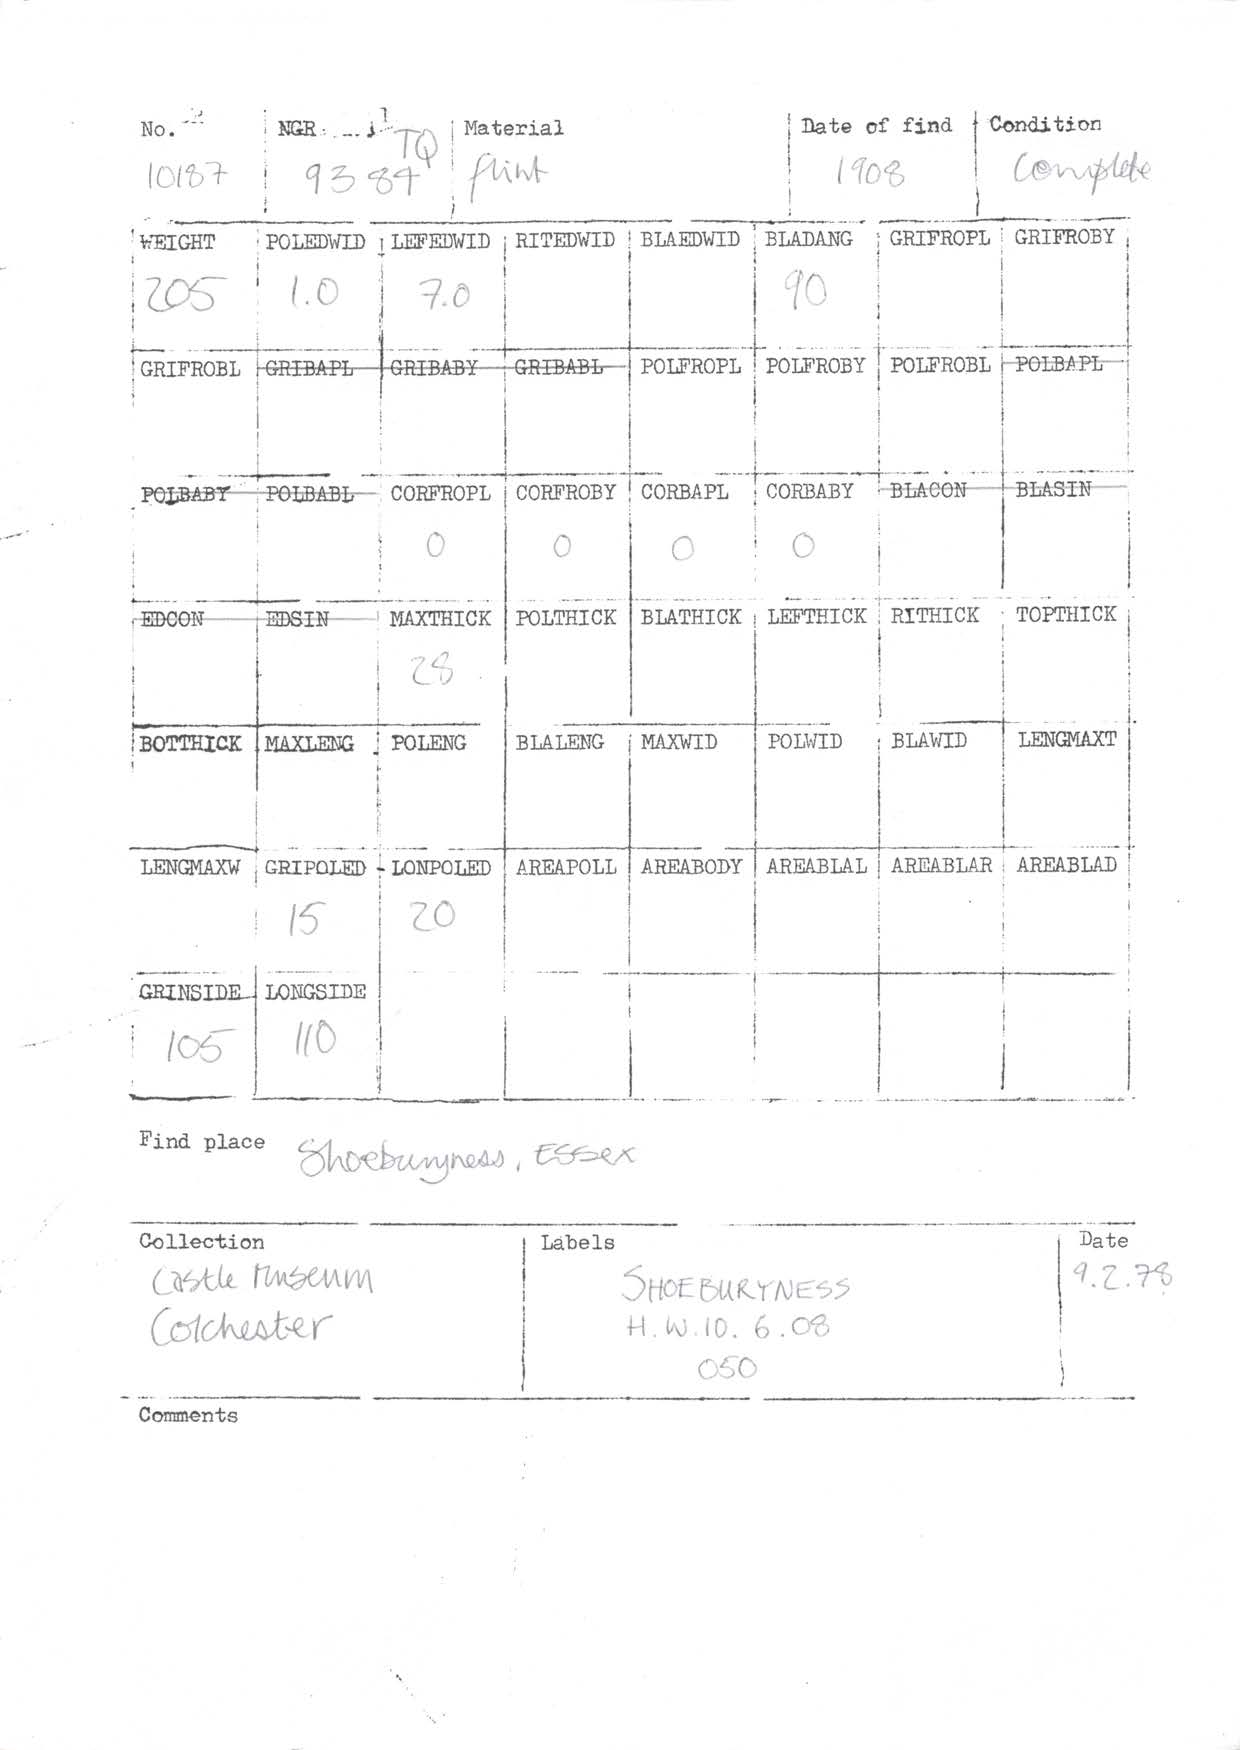 No. NGR Material Date of find Condition
10187 TQ 9384 flint 1908 Complete
WEIGHT POLEDWID LEFEDWID RITEDWID BLAEDWID BLADANG GRIFROPL GRIFROBY
205 1.0 7.0 90
GRIFROBL GRIBAPL GRIBABY GRIBABL POLFROPL POLFROBY POLFROBL POLBAPL
POLBABY POLBABL CORFROPL CORFROBY CORBAPL CORBABY BLACON BLASIN
0 0 0 0
EDCON EDSIN MAXTHICK POLTHICK BLATHICK LEFTHICK RITHICK TOPTHICK
28
BOTTHICK MAXLENG POLENG BLALENG MAXWID POLWID BLAWID LENGMAXT
LENGMAXW GRIPOLED LONPOLED AREAPOLL AREABODY AREABLAL AREABLAR AREABLAD
15 20
GRINSIDE LONGSIDE
105 110
Find place Shoeburyness, Essex
Collection Labels Date
Castle Museum SHOEBURYNESS 9.2.78
Colchester H.W.10.6.08
050
Comments